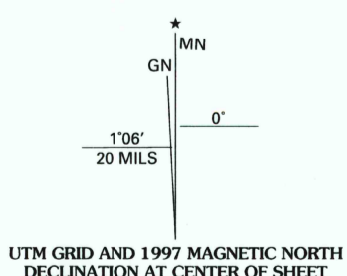 MN
GN
0°
1°06′
20 MILS
UTM GRID AND 1997 MAGNETIC NORTH
DECLINATION AT CENTER OF SHEET